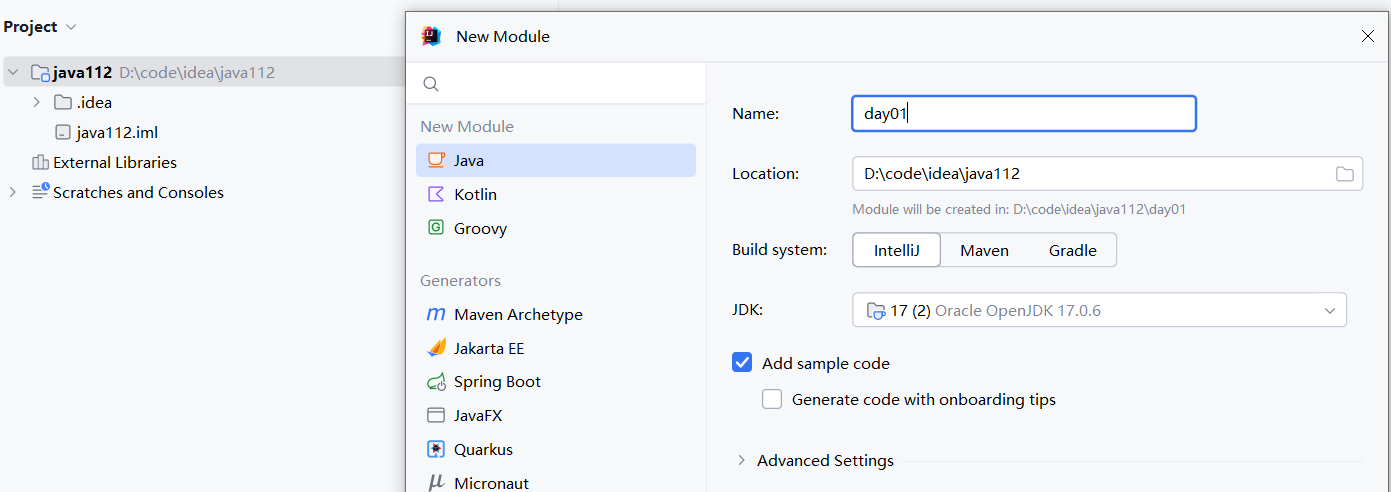 Project
java112 D:\code\idea\java112
.idea
java112.iml
External Libraries
Scratches and Consoles
New Module
New Module
Java
Kotlin
Groovy
Generators
Maven Archetype
Jakarta EE
Spring Boot
JavaFX
Quarkus
Micronaut
Name: day01
Location: D:\code\idea\java112
Module will be created in: D:\code\idea\java112\day01
Build system: IntelliJ Maven Gradle
JDK: 17 (2) Oracle OpenJDK 17.0.6
Add sample code
Generate code with onboarding tips
Advanced Settings